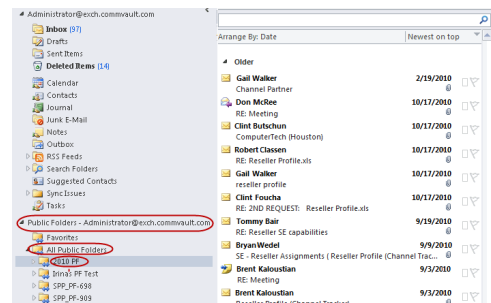 Administrator@exch.commvault.com
Inbox (97)
Drafts
Sent Items
Deleted Items (14)
Calendar
Contacts
Journal
Junk E-Mail
Notes
Outbox
RSS Feeds
Search Folders
Suggested Contacts
Sync Issues
Tasks
Public Folders - Administrator@exch.commvault.com
Favorites
All Public Folders
2010 PF
Irina's PF Test
SPP_PF-698
SPP_PF-909
Arrange By: Date Newest on top
Older
Gail Walker 2/19/2010
Channel Partner
Don McRee 10/17/2010
RE: Meeting
Clint Butschun 10/17/2010
ComputerTech (Houston)
Robert Classen 10/17/2010
RE: Reseller Profile.xls
Gail Walker 10/17/2010
reseller profile
Clint Foucha 10/17/2010
RE: 2ND REQUEST: Reseller Profile.xls
Tommy Bair 9/19/2010
RE: Reseller SE capabilities
Bryan Wedel 9/9/2010
SE - Reseller Assignments ( Reseller Profile (Channel Trac...
Brent Kaloustian 9/3/2010
RE: Meeting
Brent Kaloustian 9/3/2010
Reseller Profile (Channel Tracker)